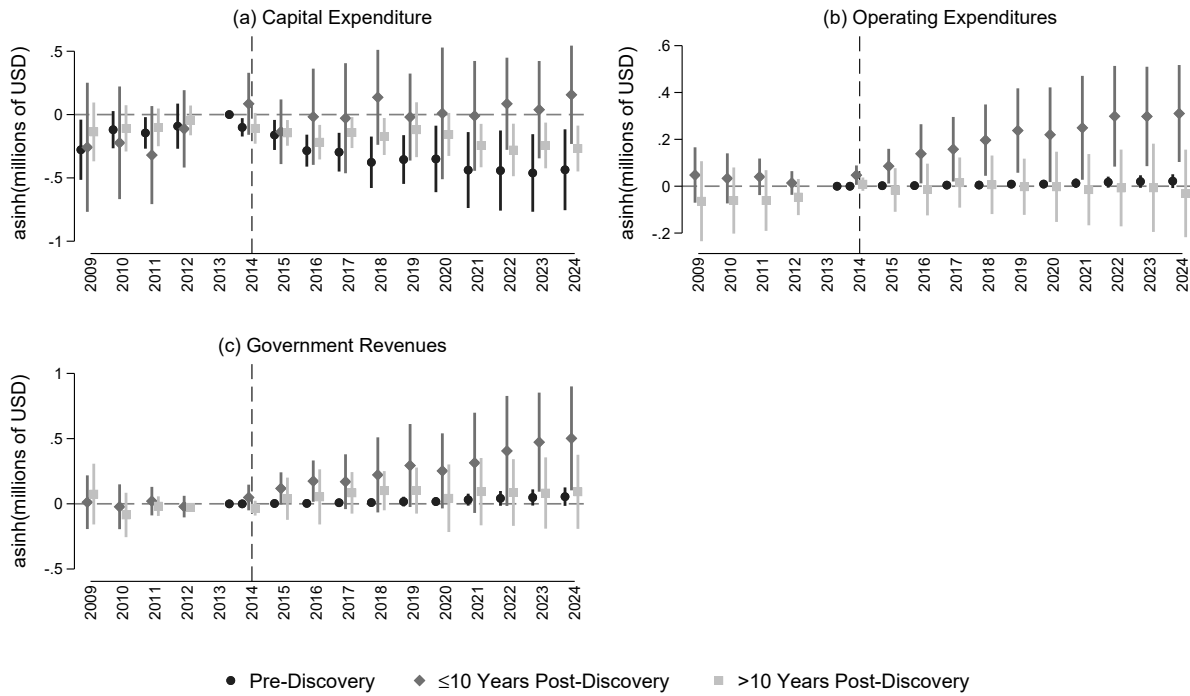 (a) Capital Expenditure
asinh(millions of USD)
.5
0
-.5
-1
2009 2010 2011 2012 2013 2014 2015 2016 2017 2018 2019 2020 2021 2022 2023 2024
(b) Operating Expenditures
asinh(millions of USD)
.6
.4
.2
0
-.2
2009 2010 2011 2012 2013 2014 2015 2016 2017 2018 2019 2020 2021 2022 2023 2024
(c) Government Revenues
asinh(millions of USD)
1
.5
0
-.5
2009 2010 2011 2012 2013 2014 2015 2016 2017 2018 2019 2020 2021 2022 2023 2024
Pre-Discovery ≤10 Years Post-Discovery >10 Years Post-Discovery